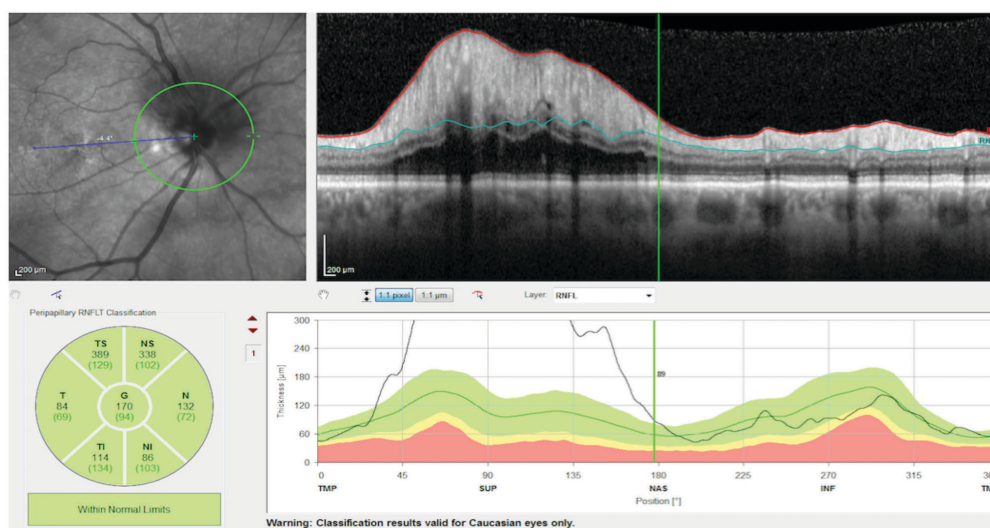 -4.4°
200 µm
200 µm
1:1 pixel
1:1 µm
Layer:
RNFL
Peripapillary RNFLT Classification
TS
389
(129)
NS
338
(102)
T
84
(69)
G
170
(94)
N
132
(72)
TI
114
(134)
NI
86
(103)
Within Normal Limits
1
Thickness [µm]
300
240
180
120
60
0
89
0
45
90
135
180
225
270
315
TMP
SUP
NAS
INF
Position [°]
Warning: Classification results valid for Caucasian eyes only.